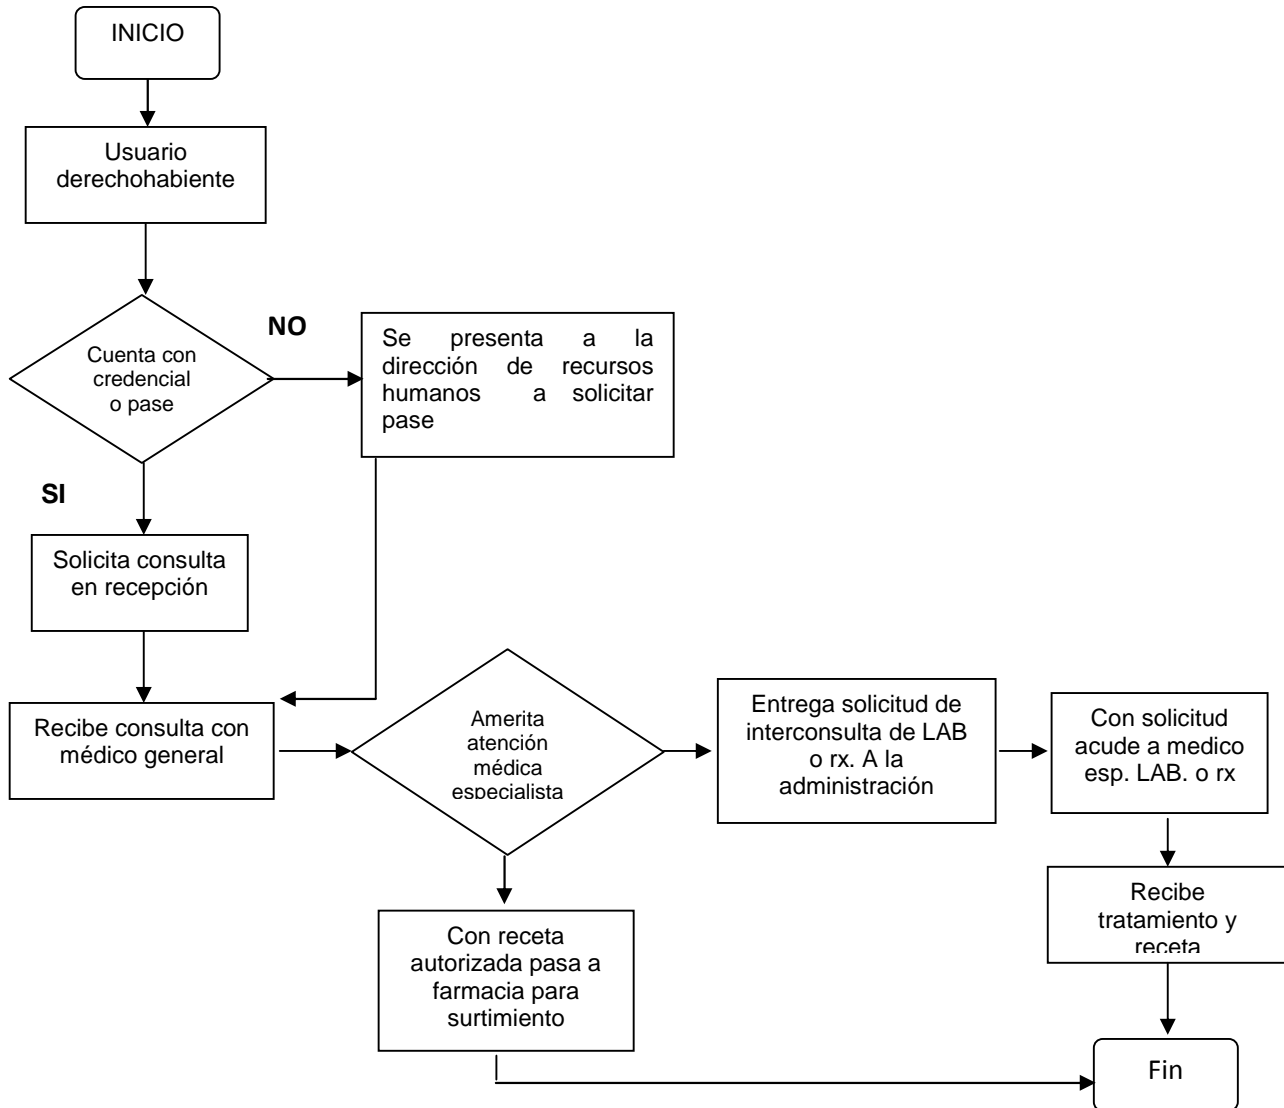 INICIO
Usuario
derechohabiente
Cuenta con
credencial
o pase
NO
Se presenta a la
dirección de recursos
humanos a solicitar
pase
SI
Solicita consulta
en recepción
Recibe consulta con
médico general
Amerita
atención
médica
especialista
Entrega solicitud de
interconsulta de LAB
o rx. A la
administración
Con solicitud
acude a medico
esp. LAB. o rx
Recibe
tratamiento y
receta
Con receta
autorizada pasa a
farmacia para
surtimiento
Fin